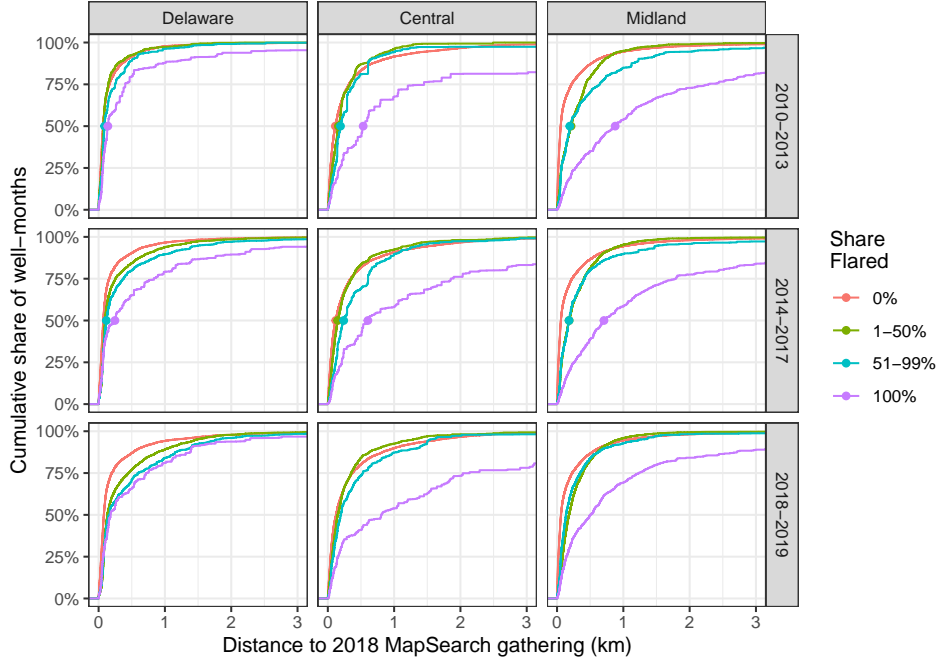 Delaware
Central
Midland
100%
75%
50%
25%
0%
2010−2013
100%
75%
50%
25%
0%
2014−2017
100%
75%
50%
25%
0%
2018−2019
0 1 2 3
0 1 2 3
0 1 2 3
Distance to 2018 MapSearch gathering (km)
Cumulative share of well−months
Share
Flared
0%
1−50%
51−99%
100%